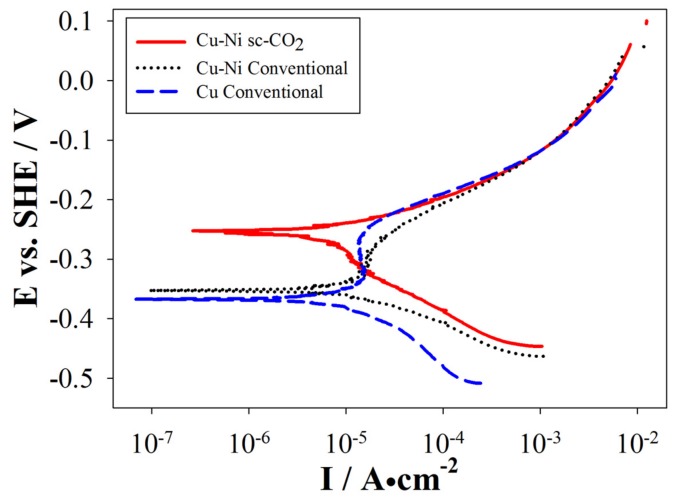 Cu-Ni sc-CO2
Cu-Ni Conventional
Cu Conventional
E vs. SHE / V
0.1
0.0
-0.1
-0.2
-0.3
-0.4
-0.5
10-7 10-6 10-5 10-4 10-3 10-2
I / A•cm-2